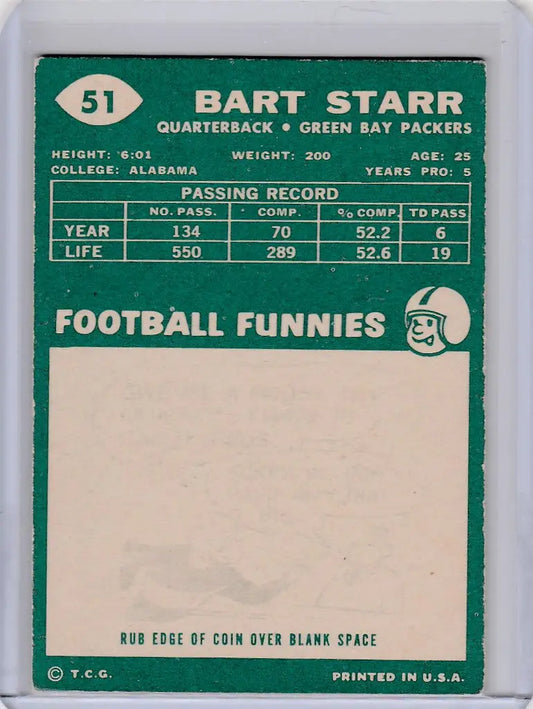 51
BART STARR
QUARTERBACK • GREEN BAY PACKERS
HEIGHT: 6:01 WEIGHT: 200 AGE: 25
COLLEGE: ALABAMA YEARS PRO: 5
PASSING RECORD
NO. PASS. COMP. % COMP. TD PASS
YEAR 134 70 52.2 6
LIFE 550 289 52.6 19
FOOTBALL FUNNIES
RUB EDGE OF COIN OVER BLANK SPACE
© T.C.G. PRINTED IN U.S.A.